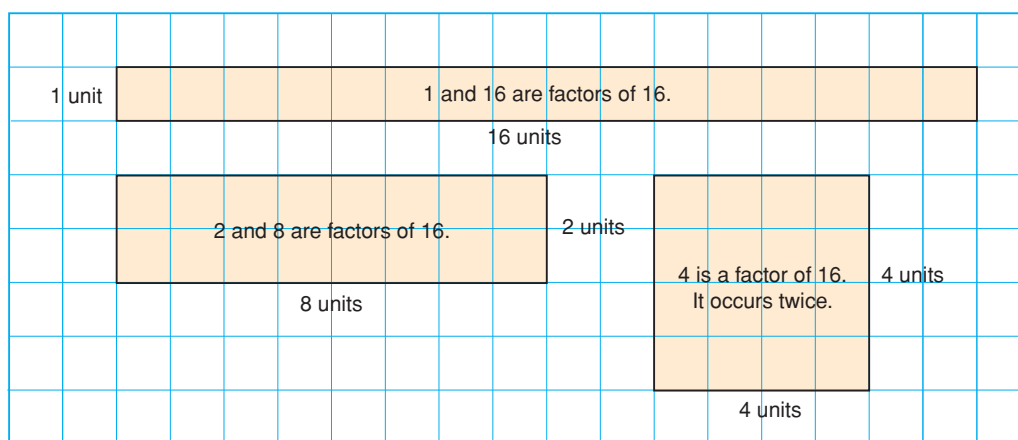 1 unit
1 and 16 are factors of 16.
16 units
2 and 8 are factors of 16.
2 units
8 units
4 is a factor of 16.
It occurs twice.
4 units
4 units